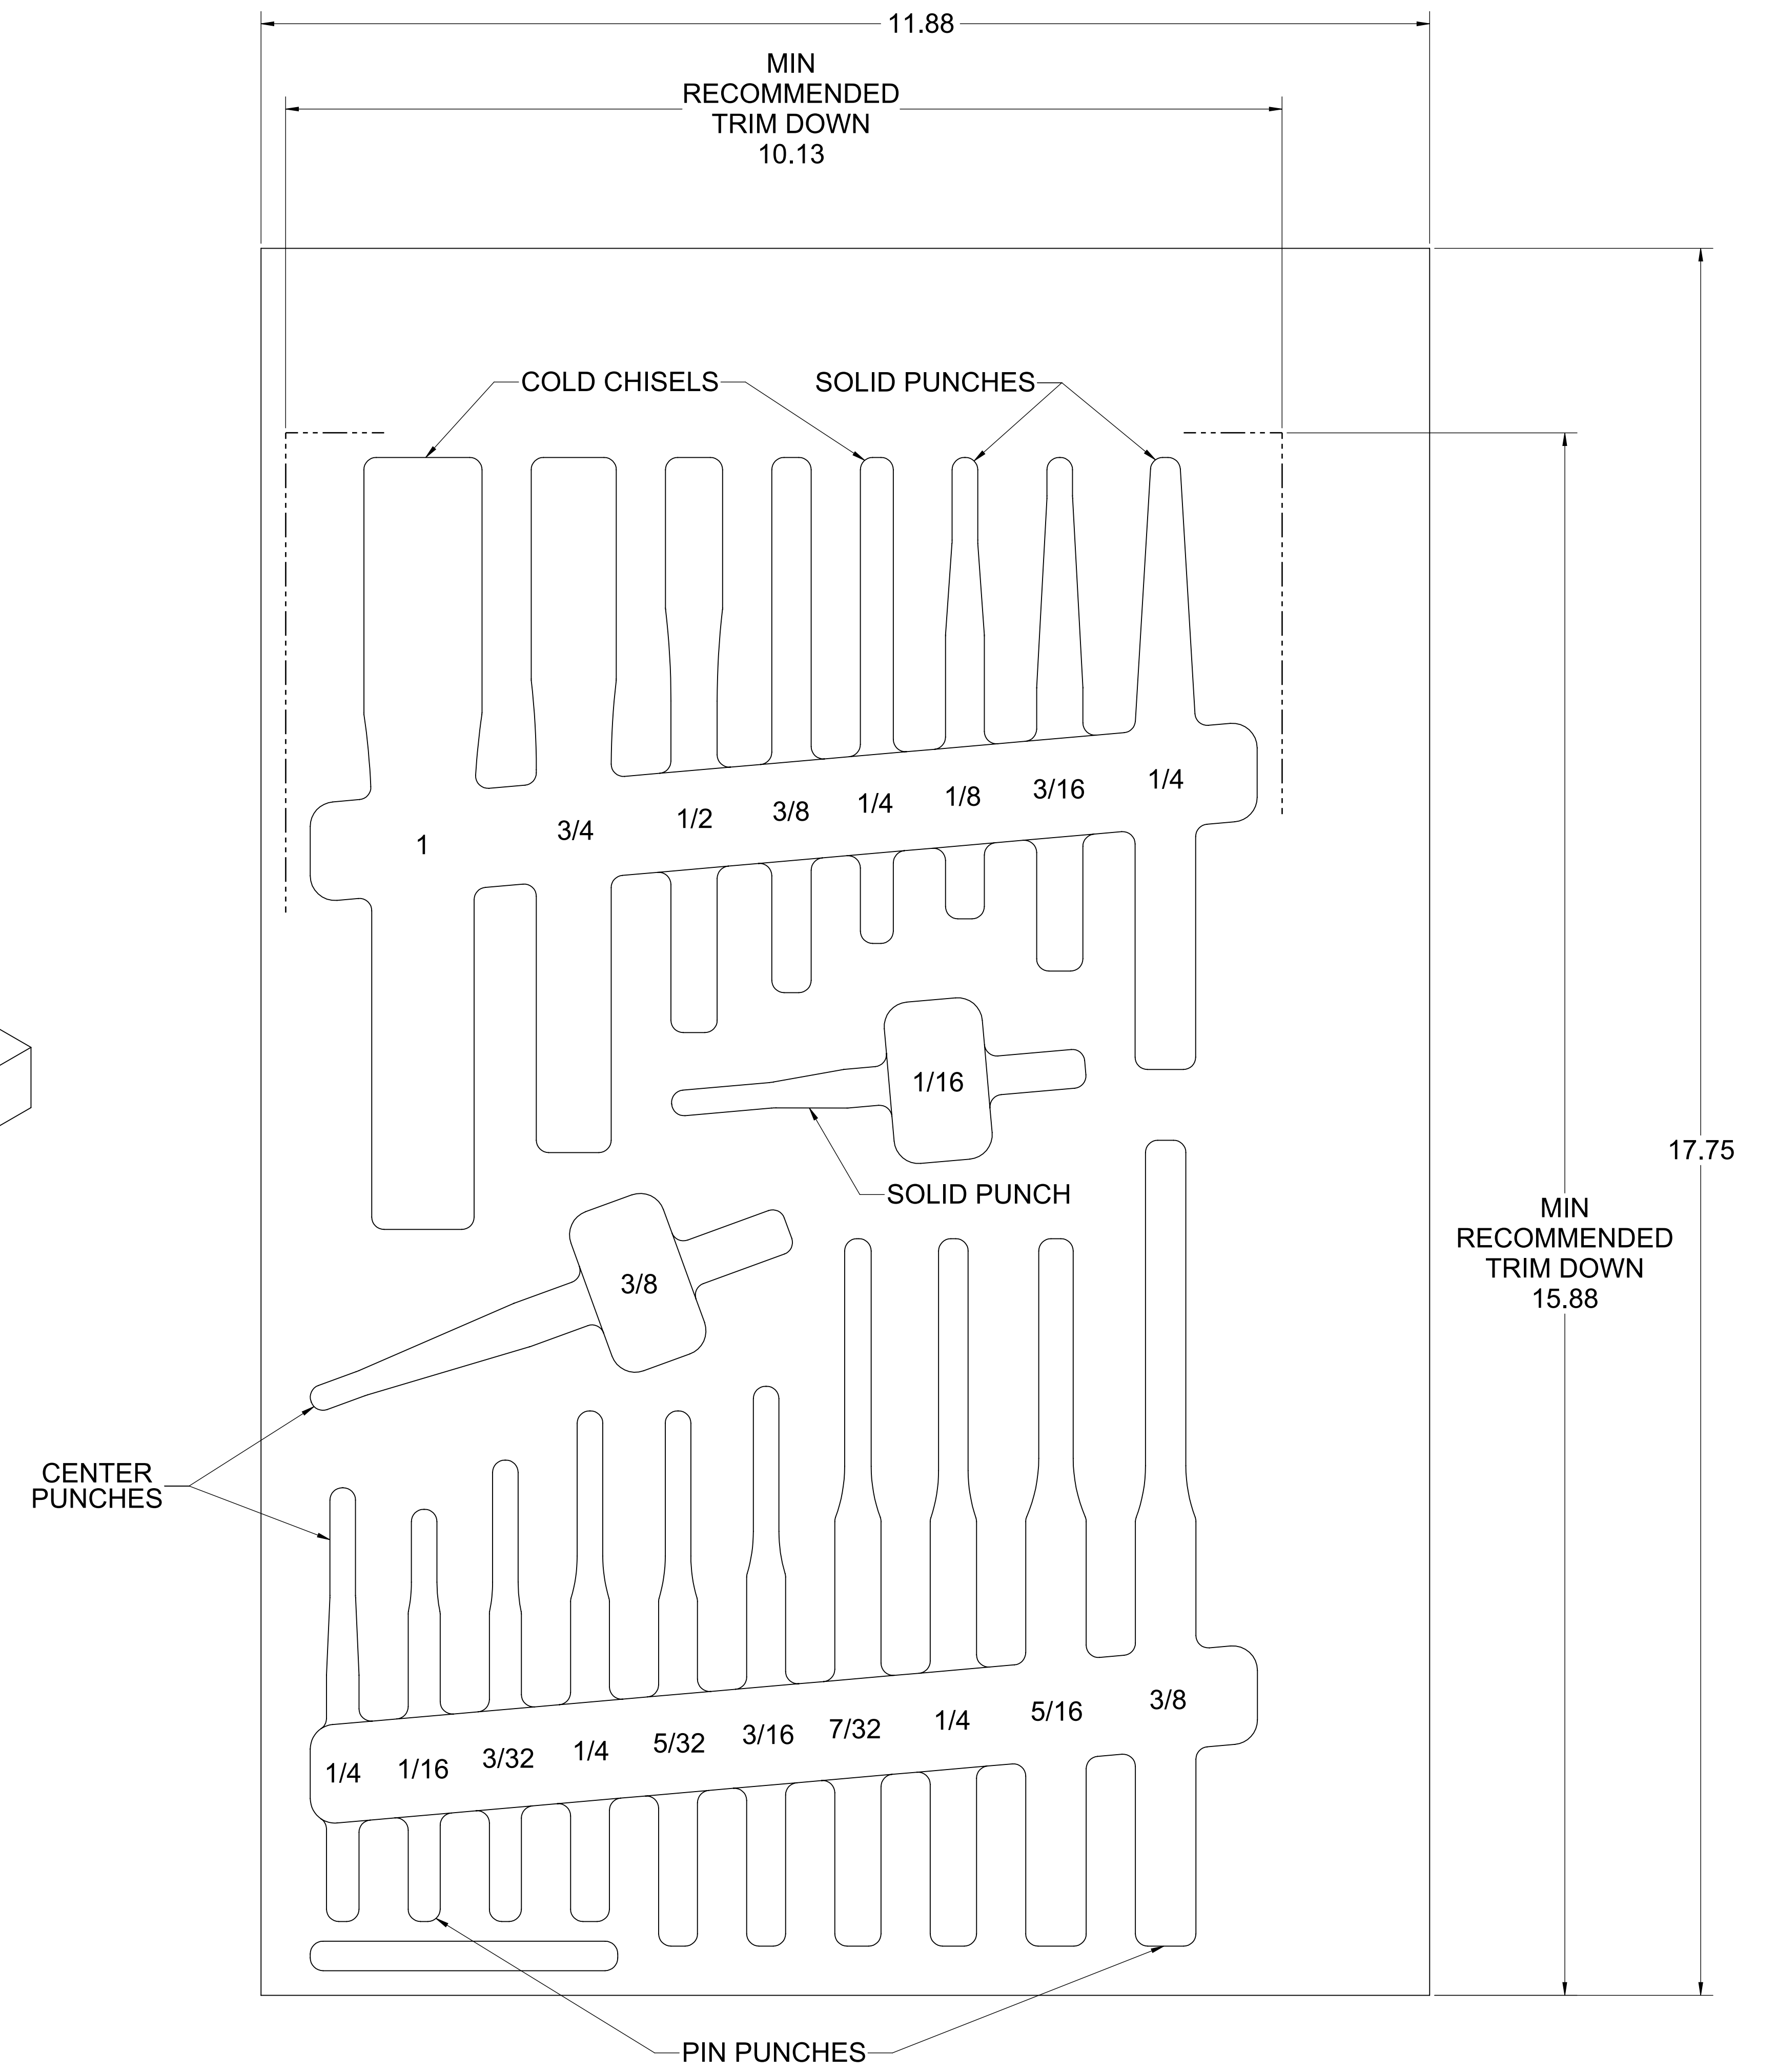 11.88
MIN
RECOMMENDED
TRIM DOWN
10.13
COLD CHISELS
SOLID PUNCHES
1
3/4
1/2
3/8
1/4
1/8
3/16
1/4
1/16
SOLID PUNCH
17.75
MIN
RECOMMENDED
TRIM DOWN
15.88
3/8
CENTER
PUNCHES
1/4
1/16
3/32
1/4
5/32
3/16
7/32
1/4
5/16
3/8
PIN PUNCHES